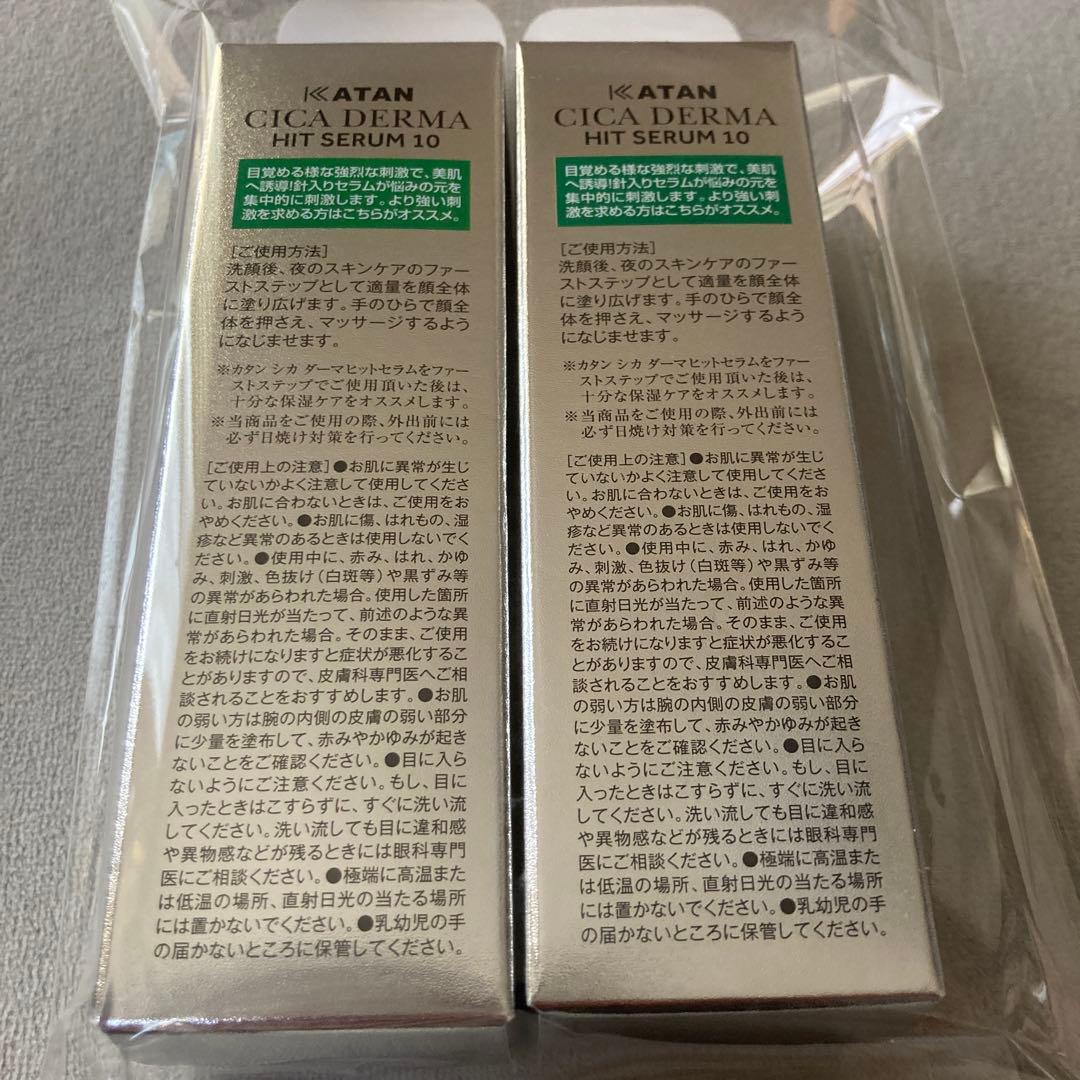 KATAN
CICA DERMA
HIT SERUM 10
目覚める様な強烈な刺激で、美肌
へ誘導!針入りセラムが悩みの元を
集中的に刺激します。より強い刺
激を求める方はこちらがオススメ。
[ご使用方法]
洗顔後、夜のスキンケアのファー
ストステップとして適量を顔全体
に塗り広げます。手のひらで顔全
体を押さえ、マッサージするよう
になじませます。
※カタン シカ ダーマヒットセラムをファー
ストステップでご使用頂いた後は、
十分な保湿ケアをオススメします。
※当商品をご使用の際、外出前には
必ず日焼け対策を行ってください。
[ご使用上の注意]●お肌に異常が生じ
ていないかよく注意して使用してくださ
い。お肌に合わないときは、ご使用をお
やめください。●お肌に傷、はれもの、湿
疹など異常のあるときは使用しないでく
ださい。●使用中に、赤み、はれ、かゆ
み、刺激、色抜け(白斑等)や黒ずみ等
の異常があらわれた場合。使用した箇所
に直射日光が当たって、前述のような異
常があらわれた場合。そのまま、ご使用
をお続けになりますと症状が悪化するこ
とがありますので、皮膚科専門医へご相
談されることをおすすめします。●お肌
の弱い方は腕の内側の皮膚の弱い部分
に少量を塗布して、赤みやかゆみが起き
ないことをご確認ください。●目に入ら
ないようにご注意ください。もし、目に
入ったときはこすらずに、すぐに洗い流
してください。洗い流しても目に違和感
や異物感などが残るときには眼科専門
医にご相談ください。●極端に高温また
は低温の場所、直射日光の当たる場所
には置かないでください。●乳幼児の手
の届かないところに保管してください。
KATAN
CICA DERMA
HIT SERUM 10
目覚める様な強烈な刺激で、美肌
へ誘導!針入りセラムが悩みの元を
集中的に刺激します。より強い刺
激を求める方はこちらがオススメ。
[ご使用方法]
洗顔後、夜のスキンケアのファー
ストステップとして適量を顔全体
に塗り広げます。手のひらで顔全
体を押さえ、マッサージするよう
になじませます。
※カタン シカ ダーマヒットセラムをファー
ストステップでご使用頂いた後は、
十分な保湿ケアをオススメします。
※当商品をご使用の際、外出前には
必ず日焼け対策を行ってください。
[ご使用上の注意]●お肌に異常が生じ
ていないかよく注意して使用してくださ
い。お肌に合わないときは、ご使用をお
やめください。●お肌に傷、はれもの、湿
疹など異常のあるときは使用しないでく
ださい。●使用中に、赤み、はれ、かゆ
み、刺激、色抜け(白斑等)や黒ずみ等
の異常があらわれた場合。使用した箇所
に直射日光が当たって、前述のような異
常があらわれた場合。そのまま、ご使用
をお続けになりますと症状が悪化するこ
とがありますので、皮膚科専門医へご相
談されることをおすすめします。●お肌
の弱い方は腕の内側の皮膚の弱い部分
に少量を塗布して、赤みやかゆみが起き
ないことをご確認ください。●目に入ら
ないようにご注意ください。もし、目に
入ったときはこすらずに、すぐに洗い流
してください。洗い流しても目に違和感
や異物感などが残るときには眼科専門
医にご相談ください。●極端に高温また
は低温の場所、直射日光の当たる場所
には置かないでください。●乳幼児の手
の届かないところに保管してください。